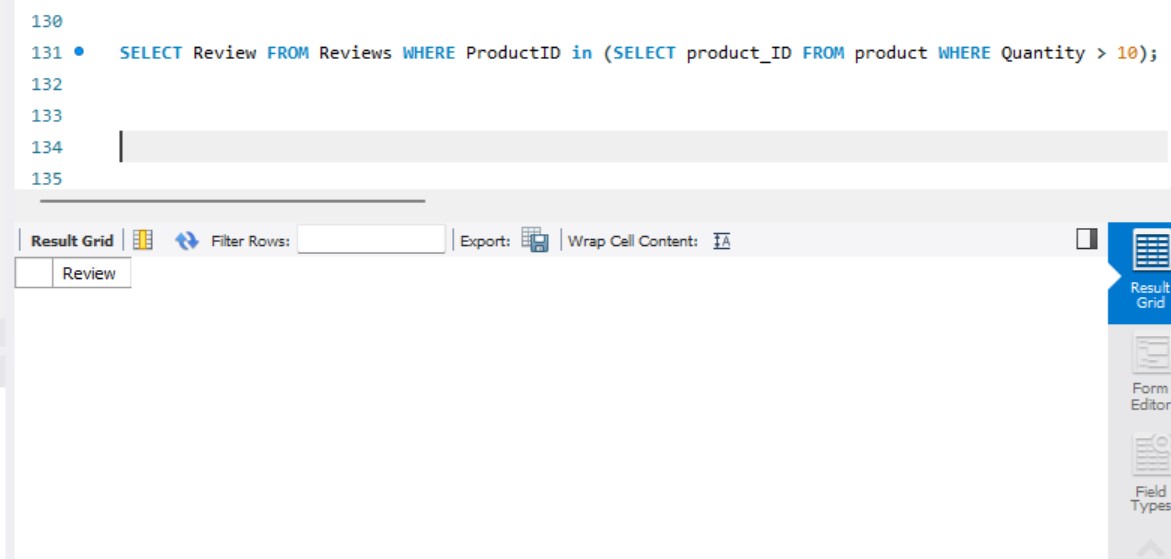 130
131 SELECT Review FROM Reviews WHERE ProductID in (SELECT product_ID FROM product WHERE Quantity > 10);
132
133
134
135
Result Grid Filter Rows: Export: Wrap Cell Content: IA
Review
Result
Grid
Form
Editor
Field
Types